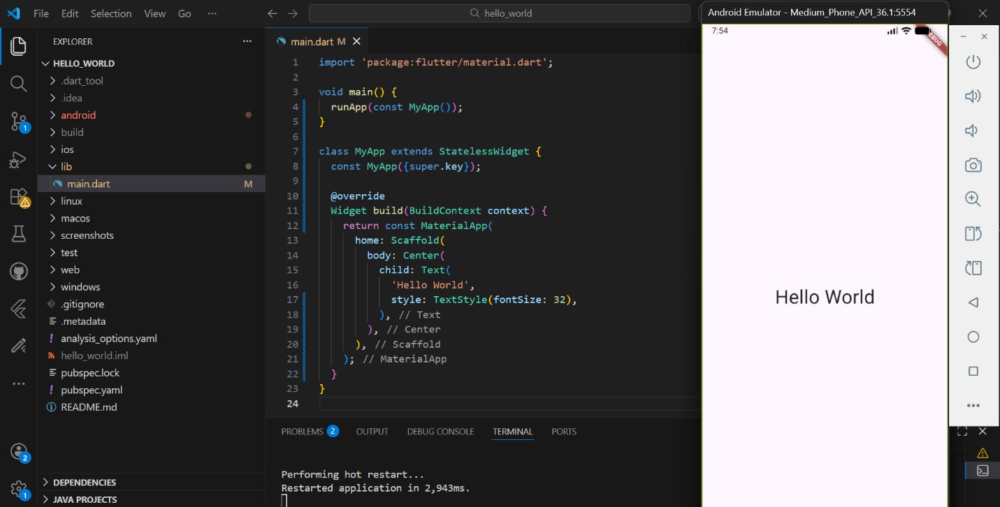 File Edit Selection View Go ···
hello_world
Android Emulator - Medium_Phone_API_36.1:5554
EXPLORER ···
HELLO_WORLD
.dart_tool
.idea
android
build
ios
lib
main.dart M
linux
macos
screenshots
test
web
windows
.gitignore
.metadata
! analysis_options.yaml
hello_world.iml
pubspec.lock
! pubspec.yaml
README.md
DEPENDENCIES
JAVA PROJECTS
1
2
2
1
main.dart M
1 import 'package:flutter/material.dart';
2
3 void main() {
4 runApp(const MyApp());
5 }
6
7 class MyApp extends StatelessWidget {
8 const MyApp({super.key});
9
10 @override
11 Widget build(BuildContext context) {
12 return const MaterialApp(
13 home: Scaffold(
14 body: Center(
15 child: Text(
16 'Hello World',
17 style: TextStyle(fontSize: 32),
18 ), // Text
19 ), // Center
20 ), // Scaffold
21 ); // MaterialApp
22 }
23 }
24
PROBLEMS 2 OUTPUT DEBUG CONSOLE TERMINAL PORTS
Performing hot restart...
Restarted application in 2,943ms.
7:54
Hello World